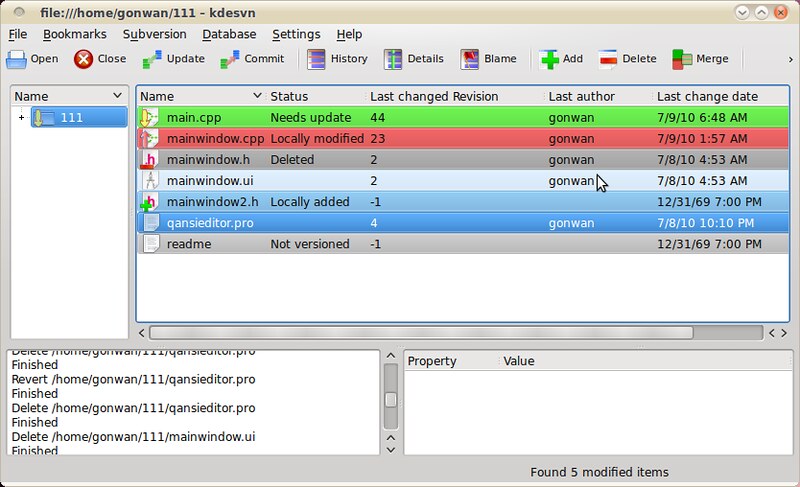 file:///home/gonwan/111 - kdesvn
File Bookmarks Subversion Database Settings Help
Open Close Update Commit History Details Blame Add Delete Merge
Name
111
Name Status Last changed Revision Last author Last change date
main.cpp Needs update 44 gonwan 7/9/10 6:48 AM
mainwindow.cpp Locally modified 23 gonwan 7/9/10 1:57 AM
mainwindow.h Deleted 2 gonwan 7/8/10 4:53 AM
mainwindow.ui 2 gonwan 7/8/10 4:53 AM
mainwindow2.h Locally added -1 12/31/69 7:00 PM
qansieditor.pro 4 gonwan 7/8/10 10:10 PM
readme Not versioned -1 12/31/69 7:00 PM
Delete /home/gonwan/111/qansieditor.pro
Finished
Revert /home/gonwan/111/qansieditor.pro
Finished
Delete /home/gonwan/111/qansieditor.pro
Finished
Delete /home/gonwan/111/mainwindow.ui
Finished
Property Value
Found 5 modified items